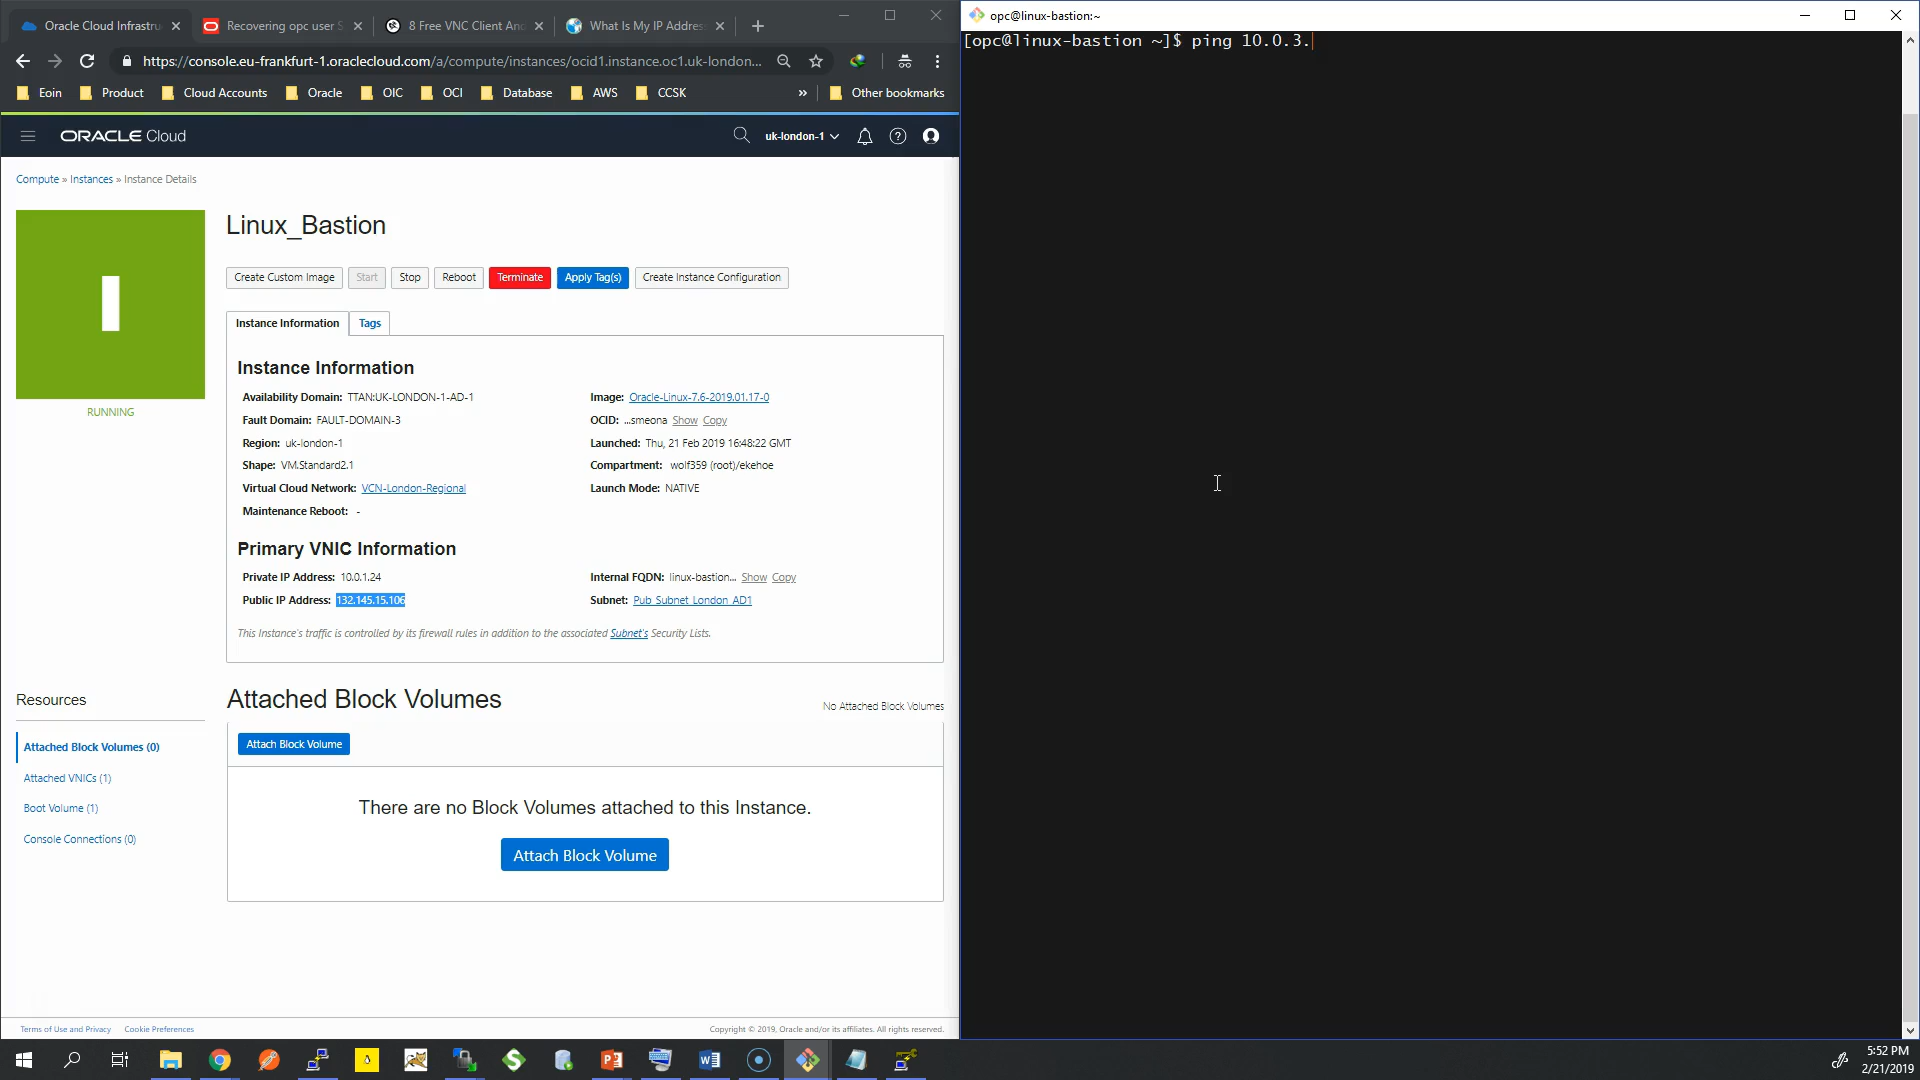 Oracle Cloud Infrastru
Recovering opc user S
8 Free VNC Client And
What Is My IP Address
https://console.eu-frankfurt-1.oraclecloud.com/a/compute/instances/ocid1.instance.oc1.uk-london...
Eoin
Product
Cloud Accounts
Oracle
OIC
OCI
Database
AWS
CCSK
»
Other bookmarks
ORACLE Cloud
uk-london-1
Compute » Instances » Instance Details
I
RUNNING
Linux_Bastion
Create Custom Image
Start
Stop
Reboot
Terminate
Apply Tag(s)
Create Instance Configuration
Instance Information
Tags
Instance Information
Availability Domain: TTAN:UK-LONDON-1-AD-1
Fault Domain: FAULT-DOMAIN-3
Region: uk-london-1
Shape: VM.Standard2.1
Virtual Cloud Network: VCN-London-Regional
Maintenance Reboot: -
Image: Oracle-Linux-7.6-2019.01.17-0
OCID: ...smeona Show Copy
Launched: Thu, 21 Feb 2019 16:48:22 GMT
Compartment: wolf359 (root)/ekehoe
Launch Mode: NATIVE
Primary VNIC Information
Private IP Address: 10.0.1.24
Public IP Address: 132.145.15.106
Internal FQDN: linux-bastion... Show Copy
Subnet: Pub_Subnet_London_AD1
This Instance's traffic is controlled by its firewall rules in addition to the associated Subnet's Security Lists.
Resources
Attached Block Volumes (0)
Attached VNICs (1)
Boot Volume (1)
Console Connections (0)
Attached Block Volumes
No Attached Block Volumes
Attach Block Volume
There are no Block Volumes attached to this Instance.
Attach Block Volume
Terms of Use and Privacy
Cookie Preferences
Copyright © 2019, Oracle and/or its affiliates. All rights reserved.
opc@linux-bastion:~
[opc@linux-bastion ~]$ ping 10.0.3.
5:52 PM
2/21/2019